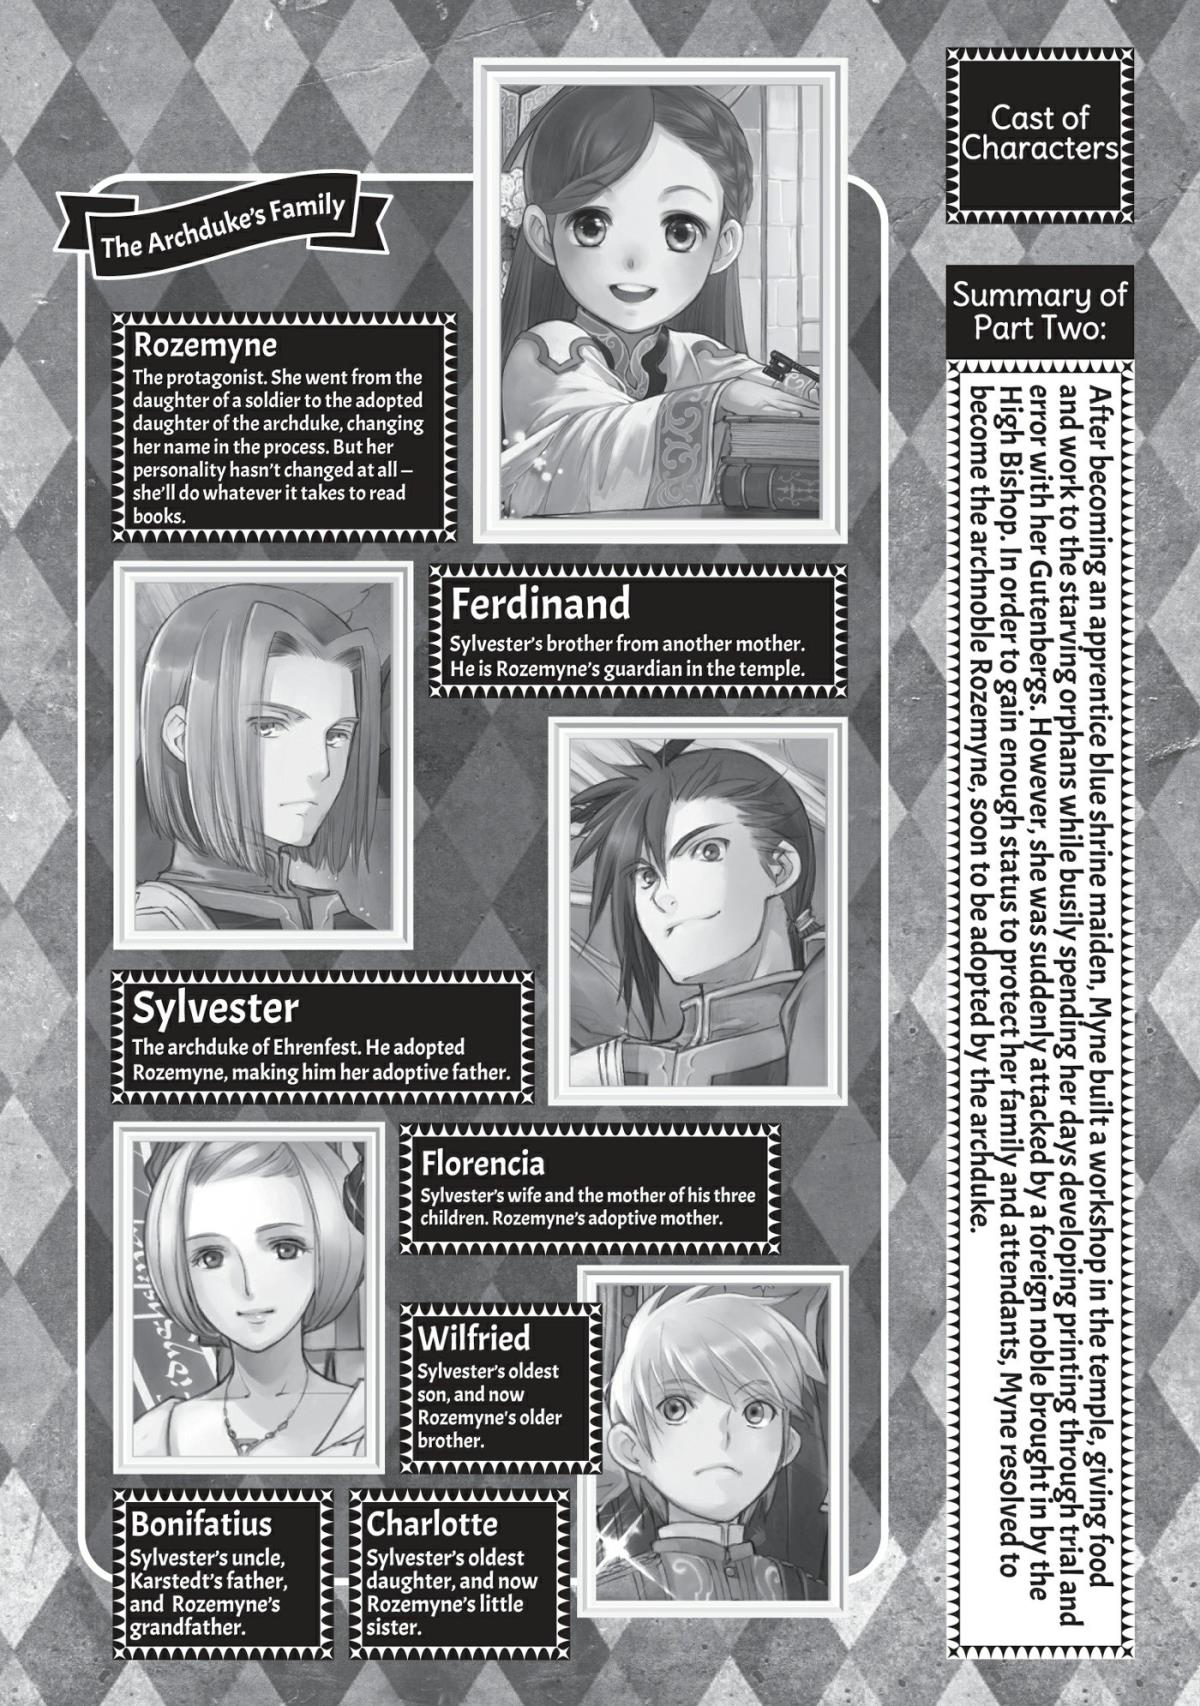 Cast of
Characters
Summary of
Part Two:
After becoming an apprentice blue shrine maiden, Myne built a workshop in the temple, giving food
and work to the starving orphans while busily spending her days developing printing through trial and
error with her Gutenbergs. However, she was suddenly attacked by a foreign noble brought in by the
High Bishop. In order to gain enough status to protect her family and attendants, Myne resolved to
become the archnoble Rozemyne, soon to be adopted by the archduke.
The Archduke's Family
Rozemyne
The protagonist. She went from the
daughter of a soldier to the adopted
daughter of the archduke, changing
her name in the process. But her
personality hasn't changed at all —
she'll do whatever it takes to read
books.
Ferdinand
Sylvester's brother from another mother.
He is Rozemyne's guardian in the temple.
Sylvester
The archduke of Ehrenfest. He adopted
Rozemyne, making him her adoptive father.
Florencia
Sylvester's wife and the mother of his three
children. Rozemyne's adoptive mother.
Wilfried
Sylvester's oldest
son, and now
Rozemyne's older
brother.
Bonifatius
Sylvester's uncle,
Karstedt's father,
and Rozemyne's
grandfather.
Charlotte
Sylvester's oldest
daughter, and now
Rozemyne's little
sister.